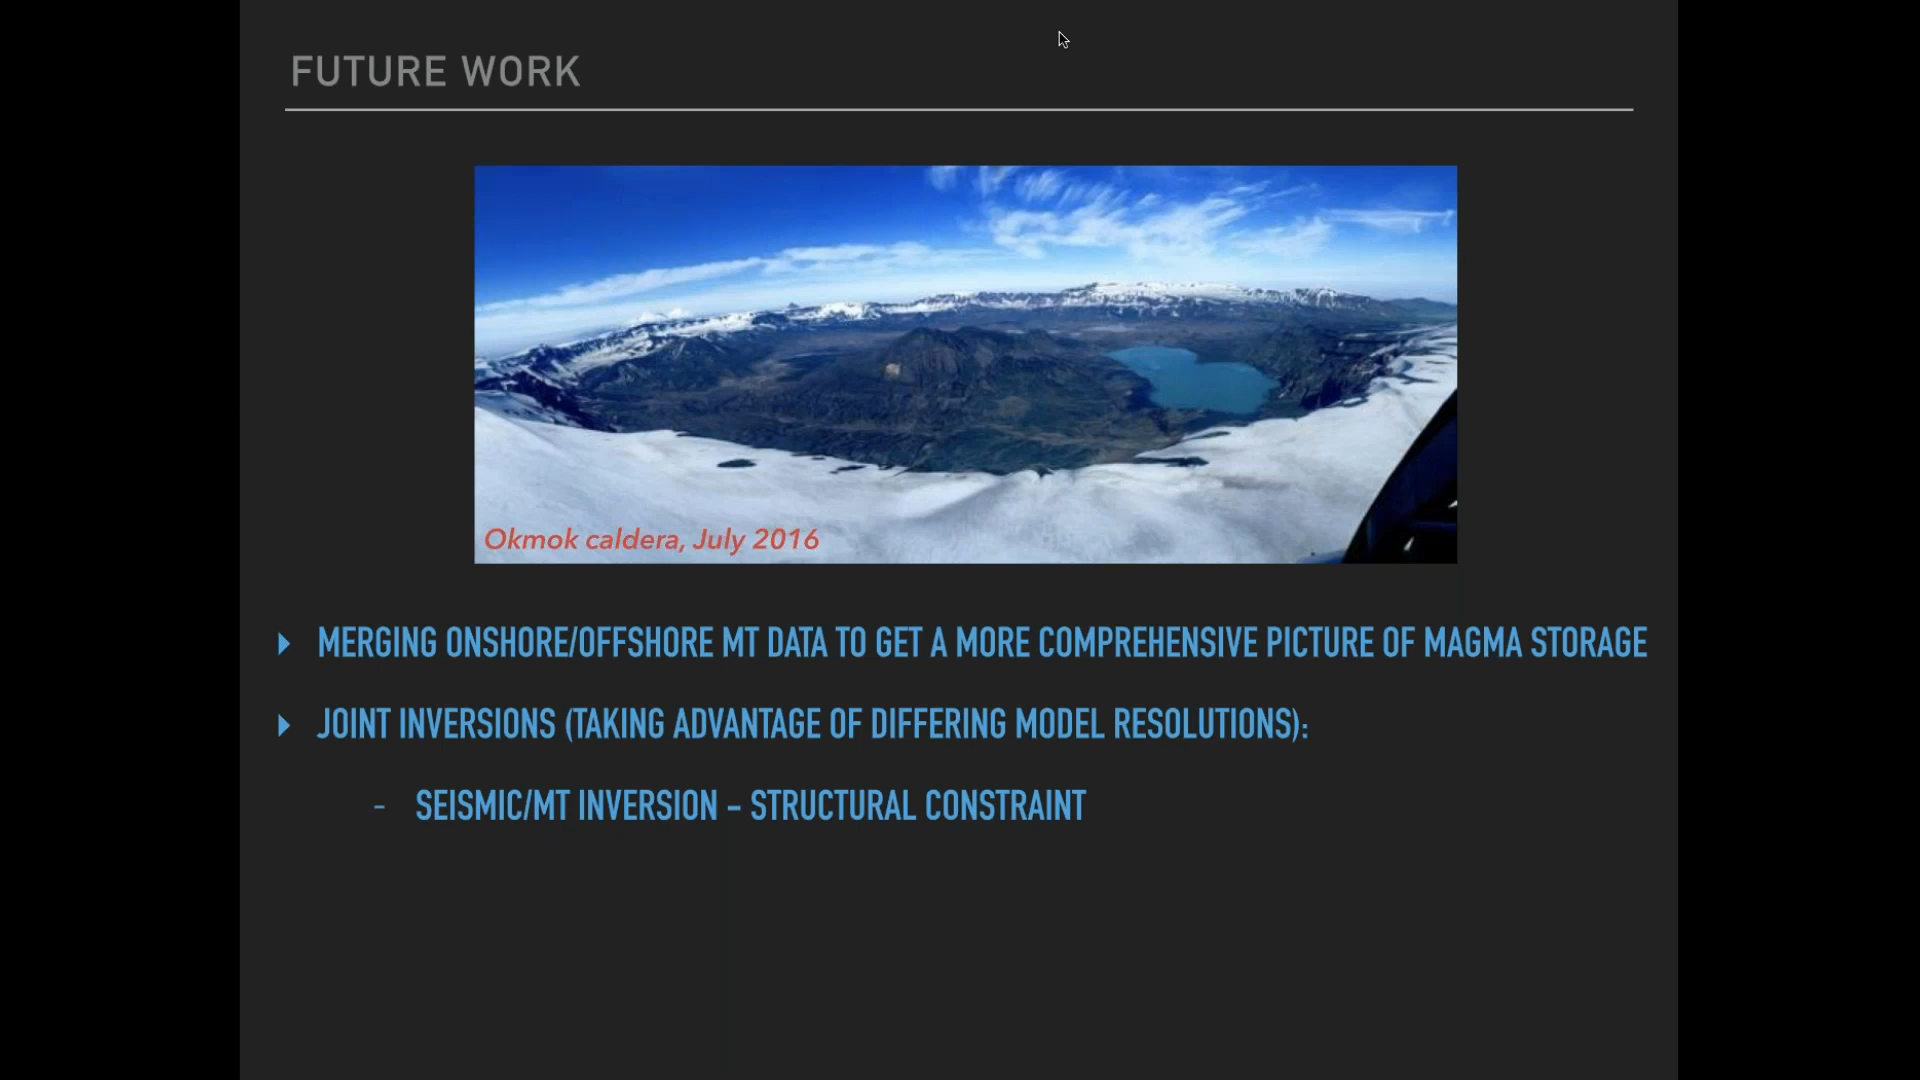 FUTURE WORK
Okmok caldera, July 2016
▸ MERGING ONSHORE/OFFSHORE MT DATA TO GET A MORE COMPREHENSIVE PICTURE OF MAGMA STORAGE
▸ JOINT INVERSIONS (TAKING ADVANTAGE OF DIFFERING MODEL RESOLUTIONS):
- SEISMIC/MT INVERSION – STRUCTURAL CONSTRAINT